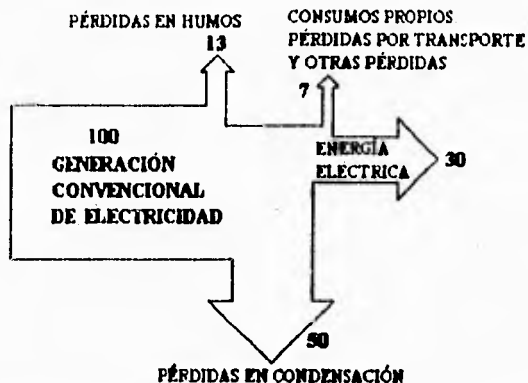 PÉRDIDAS EN HUMOS
13
CONSUMOS PROPIOS
PÉRDIDAS POR TRANSPORTE
Y OTRAS PÉRDIDAS
7
100
GENERACIÓN
CONVENCIONAL
DE ELECTRICIDAD
ENERGÍA
ELÉCTRICA
30
50
PÉRDIDAS EN CONDENSACIÓN